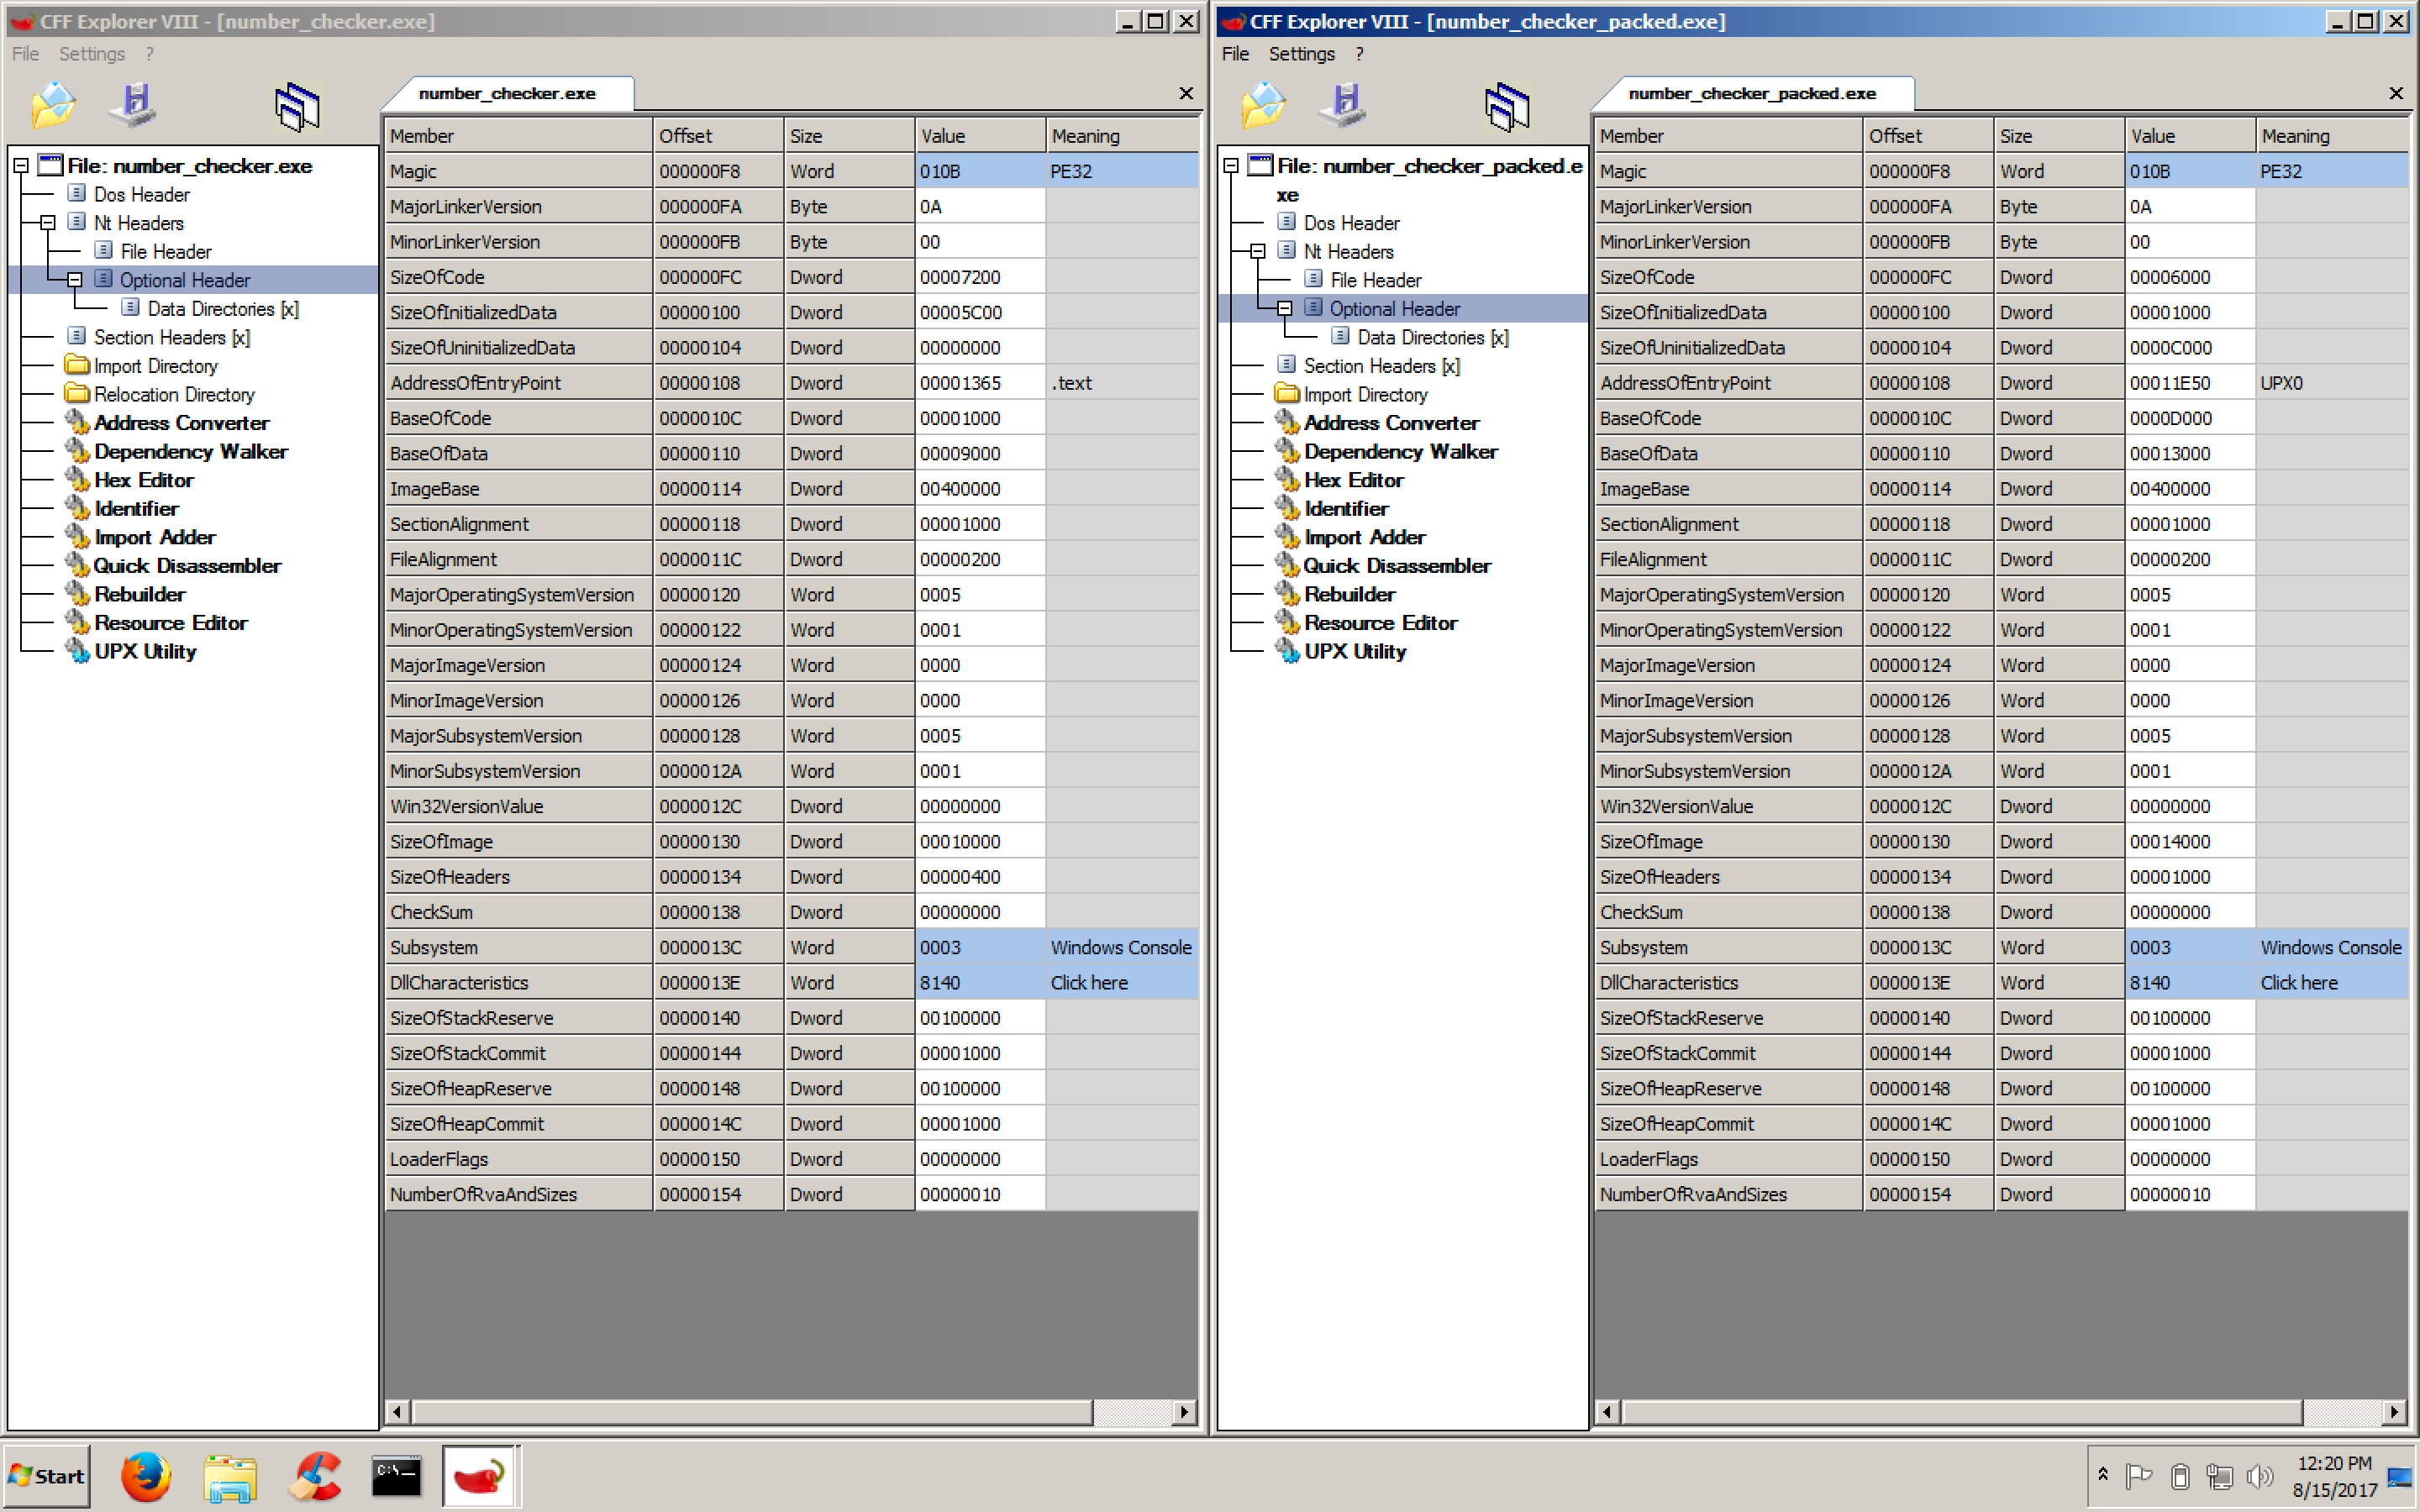 CFF Explorer VIII - [number_checker.exe]
File Settings ?
number_checker.exe
File: number_checker.exe
Dos Header
Nt Headers
File Header
Optional Header
Data Directories [x]
Section Headers [x]
Import Directory
Relocation Directory
Address Converter
Dependency Walker
Hex Editor
Identifier
Import Adder
Quick Disassembler
Rebuilder
Resource Editor
UPX Utility
Member Offset Size Value Meaning
Magic 000000F8 Word 010B PE32
MajorLinkerVersion 000000FA Byte 0A
MinorLinkerVersion 000000FB Byte 00
SizeOfCode 000000FC Dword 00007200
SizeOfInitializedData 00000100 Dword 00005C00
SizeOfUninitializedData 00000104 Dword 00000000
AddressOfEntryPoint 00000108 Dword 00001365 .text
BaseOfCode 0000010C Dword 00001000
BaseOfData 00000110 Dword 00009000
ImageBase 00000114 Dword 00400000
SectionAlignment 00000118 Dword 00001000
FileAlignment 0000011C Dword 00000200
MajorOperatingSystemVersion 00000120 Word 0005
MinorOperatingSystemVersion 00000122 Word 0001
MajorImageVersion 00000124 Word 0000
MinorImageVersion 00000126 Word 0000
MajorSubsystemVersion 00000128 Word 0005
MinorSubsystemVersion 0000012A Word 0001
Win32VersionValue 0000012C Dword 00000000
SizeOfImage 00000130 Dword 00010000
SizeOfHeaders 00000134 Dword 00000400
CheckSum 00000138 Dword 00000000
Subsystem 0000013C Word 0003 Windows Console
DllCharacteristics 0000013E Word 8140 Click here
SizeOfStackReserve 00000140 Dword 00100000
SizeOfStackCommit 00000144 Dword 00001000
SizeOfHeapReserve 00000148 Dword 00100000
SizeOfHeapCommit 0000014C Dword 00001000
LoaderFlags 00000150 Dword 00000000
NumberOfRvaAndSizes 00000154 Dword 00000010
CFF Explorer VIII - [number_checker_packed.exe]
File Settings ?
number_checker_packed.exe
File: number_checker_packed.e
xe
Dos Header
Nt Headers
File Header
Optional Header
Data Directories [x]
Section Headers [x]
Import Directory
Address Converter
Dependency Walker
Hex Editor
Identifier
Import Adder
Quick Disassembler
Rebuilder
Resource Editor
UPX Utility
Member Offset Size Value Meaning
Magic 000000F8 Word 010B PE32
MajorLinkerVersion 000000FA Byte 0A
MinorLinkerVersion 000000FB Byte 00
SizeOfCode 000000FC Dword 00006000
SizeOfInitializedData 00000100 Dword 00001000
SizeOfUninitializedData 00000104 Dword 0000C000
AddressOfEntryPoint 00000108 Dword 00011E50 UPX0
BaseOfCode 0000010C Dword 0000D000
BaseOfData 00000110 Dword 00013000
ImageBase 00000114 Dword 00400000
SectionAlignment 00000118 Dword 00001000
FileAlignment 0000011C Dword 00000200
MajorOperatingSystemVersion 00000120 Word 0005
MinorOperatingSystemVersion 00000122 Word 0001
MajorImageVersion 00000124 Word 0000
MinorImageVersion 00000126 Word 0000
MajorSubsystemVersion 00000128 Word 0005
MinorSubsystemVersion 0000012A Word 0001
Win32VersionValue 0000012C Dword 00000000
SizeOfImage 00000130 Dword 00014000
SizeOfHeaders 00000134 Dword 00001000
CheckSum 00000138 Dword 00000000
Subsystem 0000013C Word 0003 Windows Console
DllCharacteristics 0000013E Word 8140 Click here
SizeOfStackReserve 00000140 Dword 00100000
SizeOfStackCommit 00000144 Dword 00001000
SizeOfHeapReserve 00000148 Dword 00100000
SizeOfHeapCommit 0000014C Dword 00001000
LoaderFlags 00000150 Dword 00000000
NumberOfRvaAndSizes 00000154 Dword 00000010
Start
C:\_
12:20 PM
8/15/2017